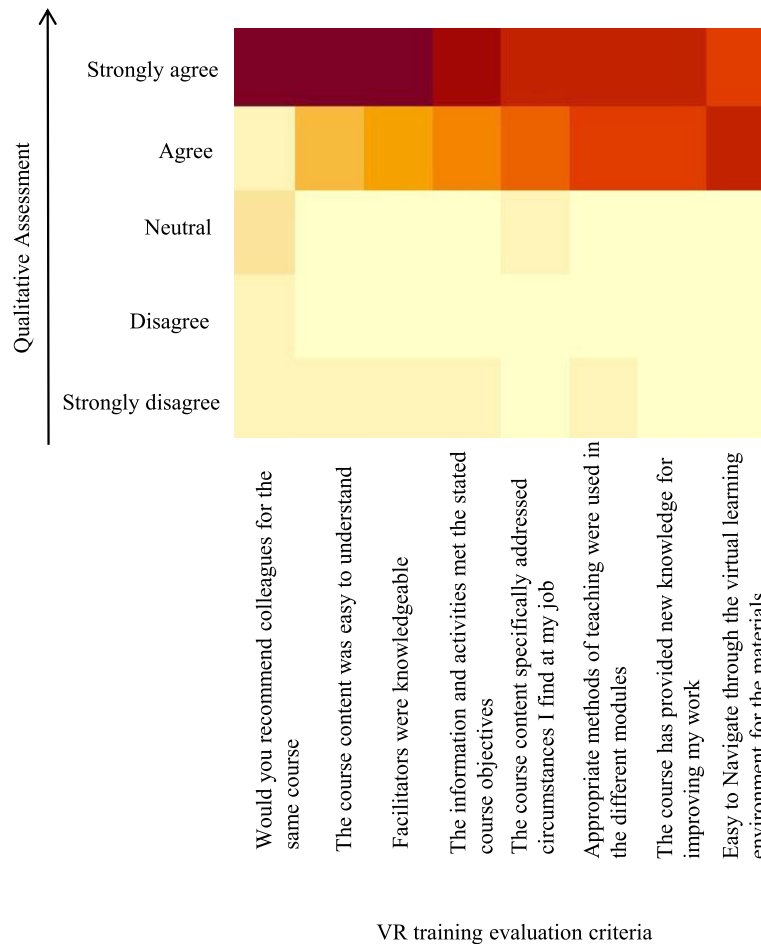 Qualitative Assessment
Strongly agree
Agree
Neutral
Disagree
Strongly disagree
Would you recommend colleagues for the
same course
The course content was easy to understand
Facilitators were knowledgeable
The information and activities met the stated
course objectives
The course content specifically addressed
circumstances I find at my job
Appropriate methods of teaching were used in
the different modules
The course has provided new knowledge for
improving my work
Easy to Navigate through the virtual learning
environment for the materials
VR training evaluation criteria